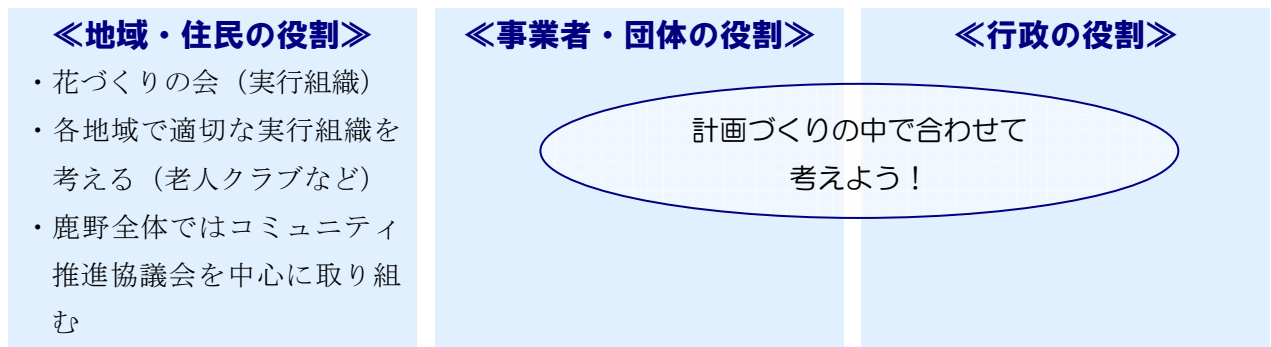 ≪地域・住民の役割≫
・花づくりの会（実行組織）
・各地域で適切な実行組織を
考える（老人クラブなど）
・鹿野全体ではコミュニティ
推進協議会を中心に取り組
む
≪事業者・団体の役割≫
≪行政の役割≫
計画づくりの中で合わせて
考えよう！